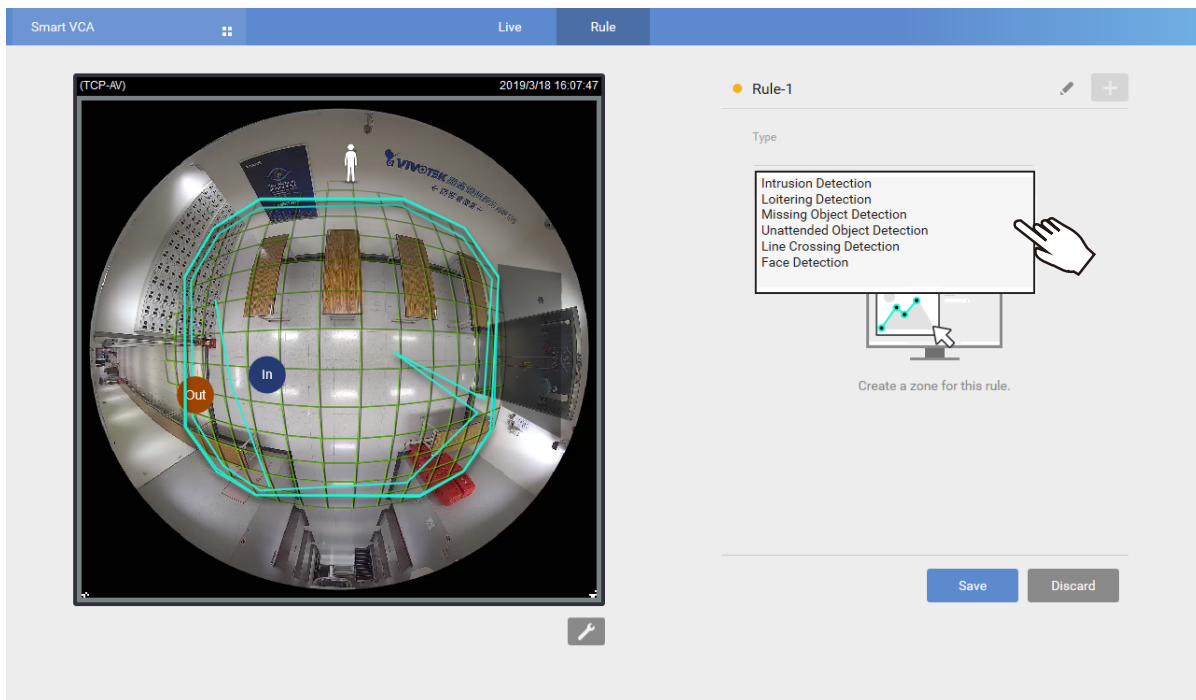 Smart VCA
Live
Rule
(TCP-AV)
2019/3/18 16:07:47
VIVOTEK
Out
In
Rule-1
Type
Intrusion Detection
Loitering Detection
Missing Object Detection
Unattended Object Detection
Line Crossing Detection
Face Detection
Create a zone for this rule.
Save
Discard